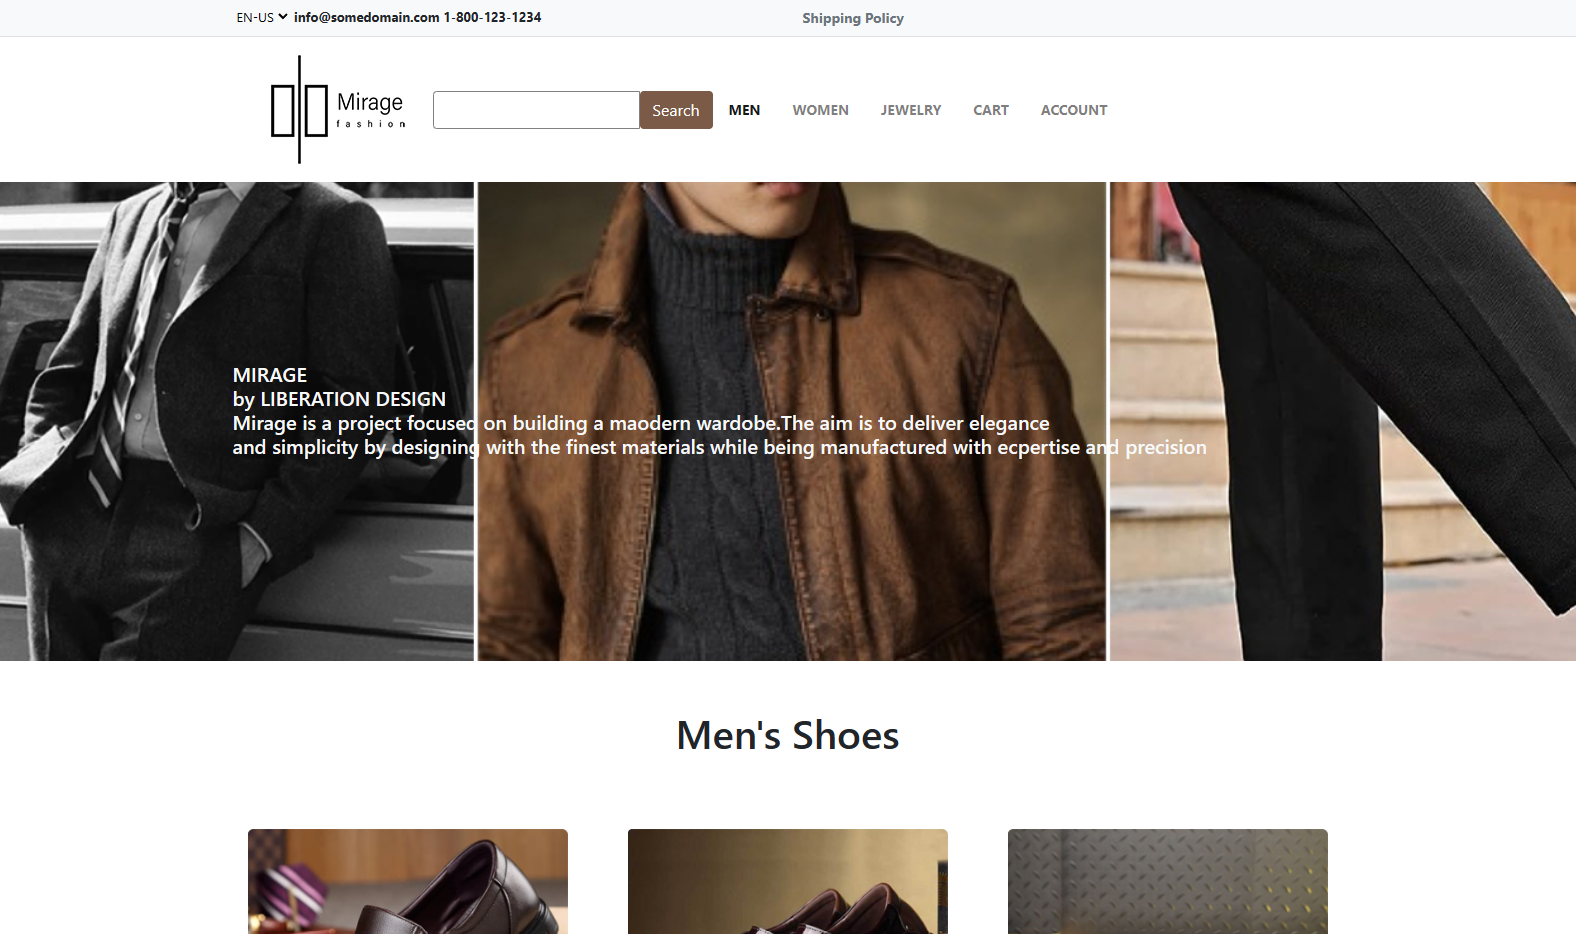 EN-US info@somedomain.com 1-800-123-1234 Shipping Policy
Mirage
fashion
Search MEN WOMEN JEWELRY CART ACCOUNT
MIRAGE
by LIBERATION DESIGN
Mirage is a project focused on building a maodern wardobe.The aim is to deliver elegance
and simplicity by designing with the finest materials while being manufactured with ecpertise and precision
Men's Shoes